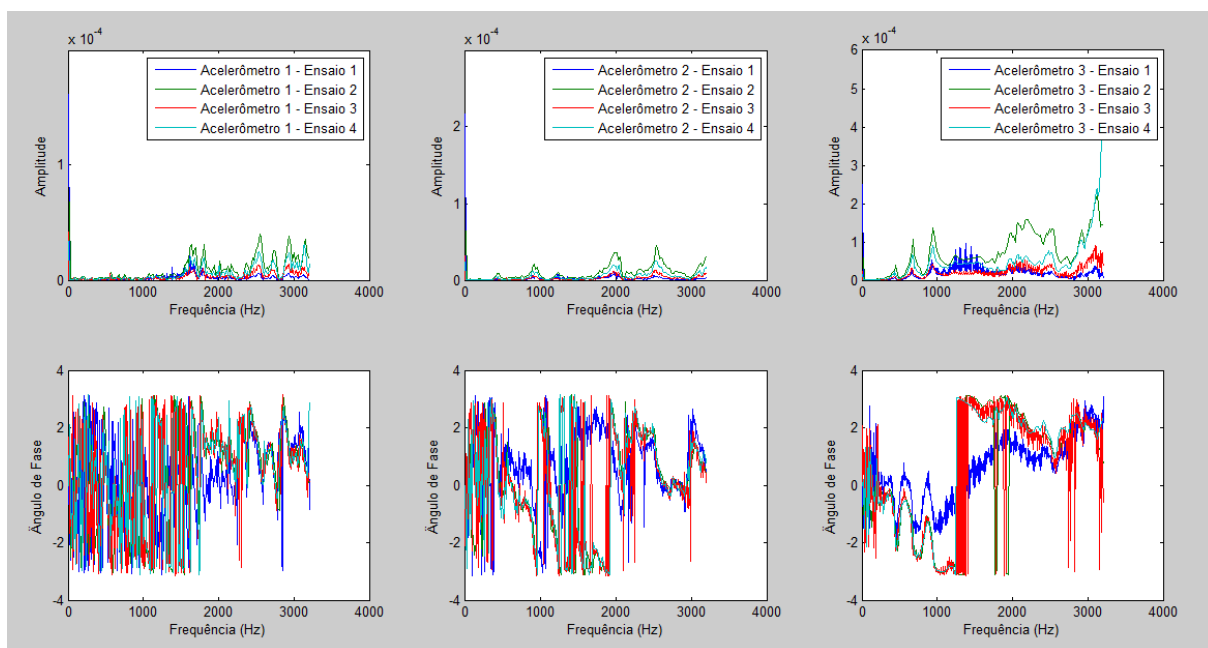 x 10^-4
1
0
Amplitude
0 1000 2000 3000 4000
Frequência (Hz)
Acelerômetro 1 - Ensaio 1
Acelerômetro 1 - Ensaio 2
Acelerômetro 1 - Ensaio 3
Acelerômetro 1 - Ensaio 4
x 10^-4
2
1
0
Amplitude
0 1000 2000 3000 4000
Frequência (Hz)
Acelerômetro 2 - Ensaio 1
Acelerômetro 2 - Ensaio 2
Acelerômetro 2 - Ensaio 3
Acelerômetro 2 - Ensaio 4
x 10^-4
6
5
4
3
2
1
0
Amplitude
0 1000 2000 3000 4000
Frequência (Hz)
Acelerômetro 3 - Ensaio 1
Acelerômetro 3 - Ensaio 2
Acelerômetro 3 - Ensaio 3
Acelerômetro 3 - Ensaio 4
4
2
0
-2
-4
Ângulo de Fase
0 1000 2000 3000 4000
Frequência (Hz)
4
2
0
-2
-4
Ângulo de Fase
0 1000 2000 3000 4000
Frequência (Hz)
4
2
0
-2
-4
Ângulo de Fase
0 1000 2000 3000 4000
Frequência (Hz)